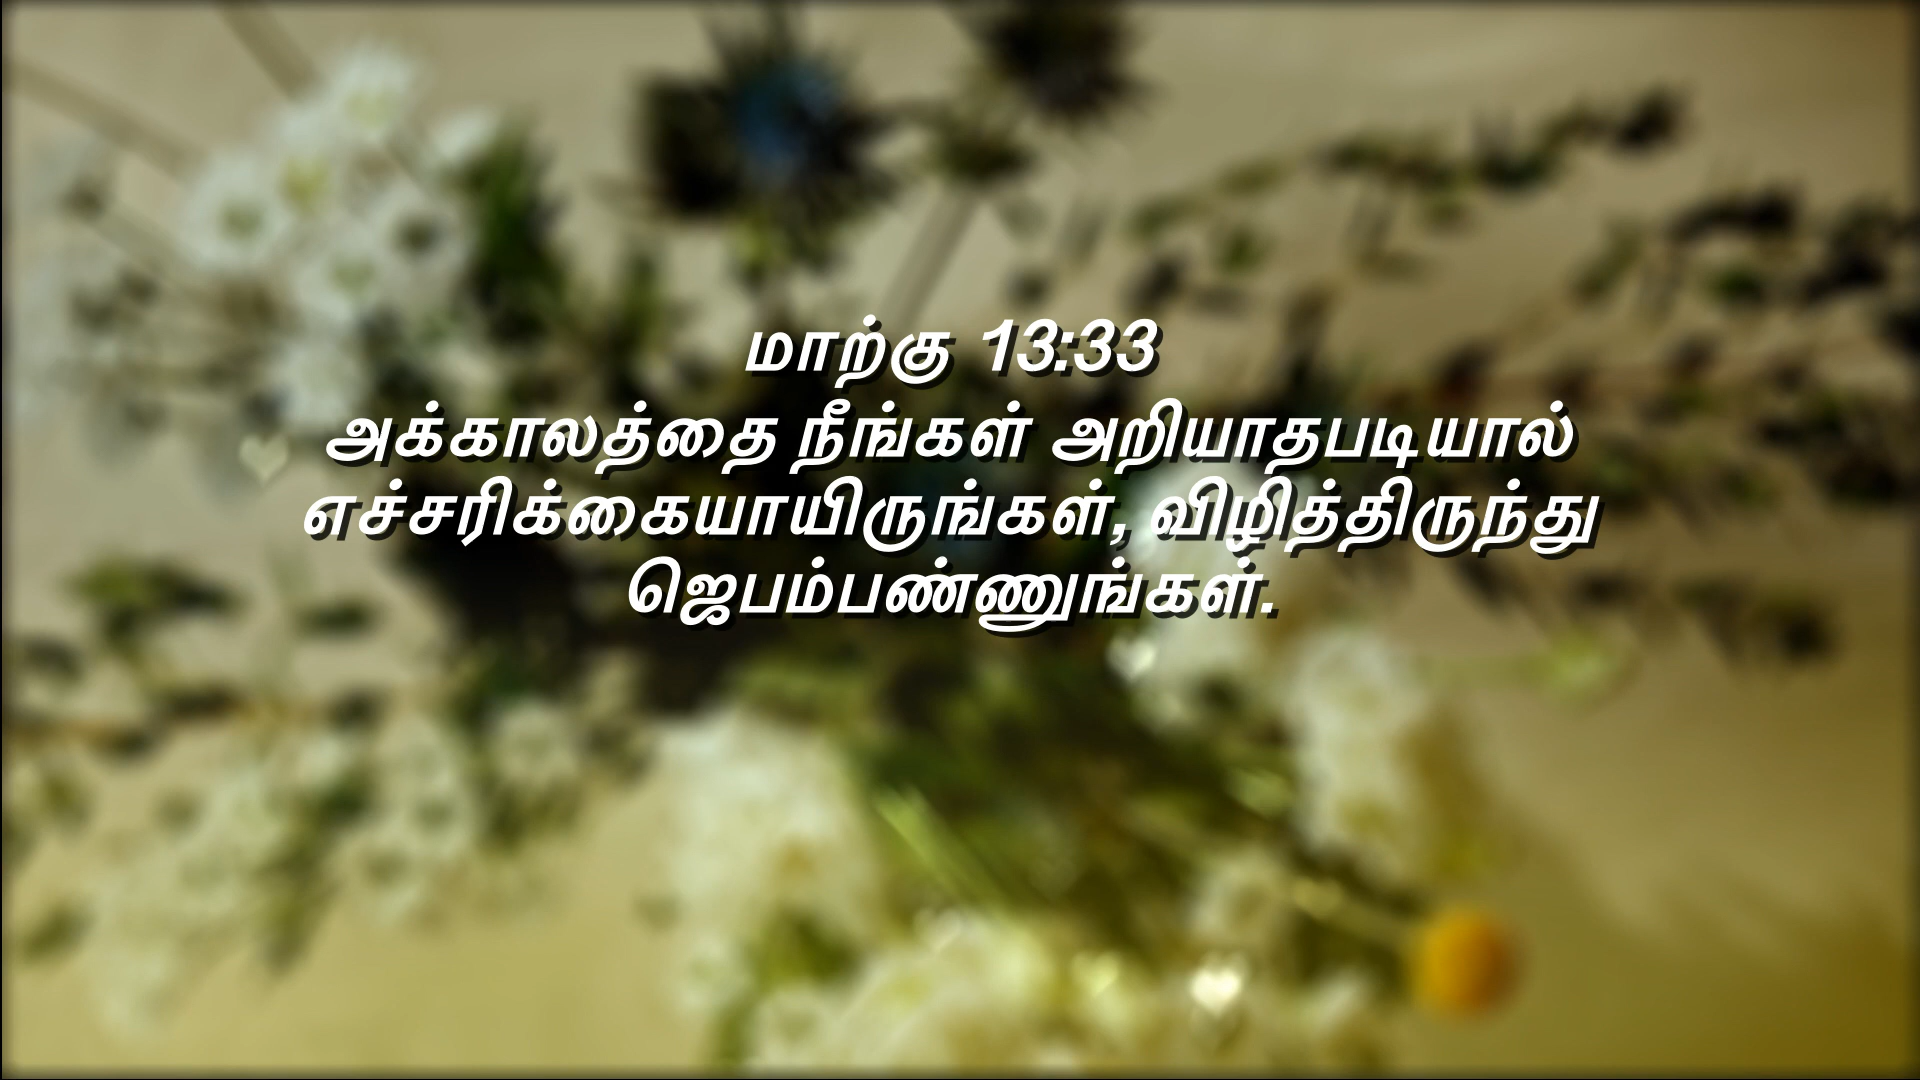 மாற்கு 13:33
அக்காலத்தை நீங்கள் அறியாதபடியால்
எச்சரிக்கையாயிருங்கள், விழித்திருந்து
ஜெபம்பண்ணுங்கள்.